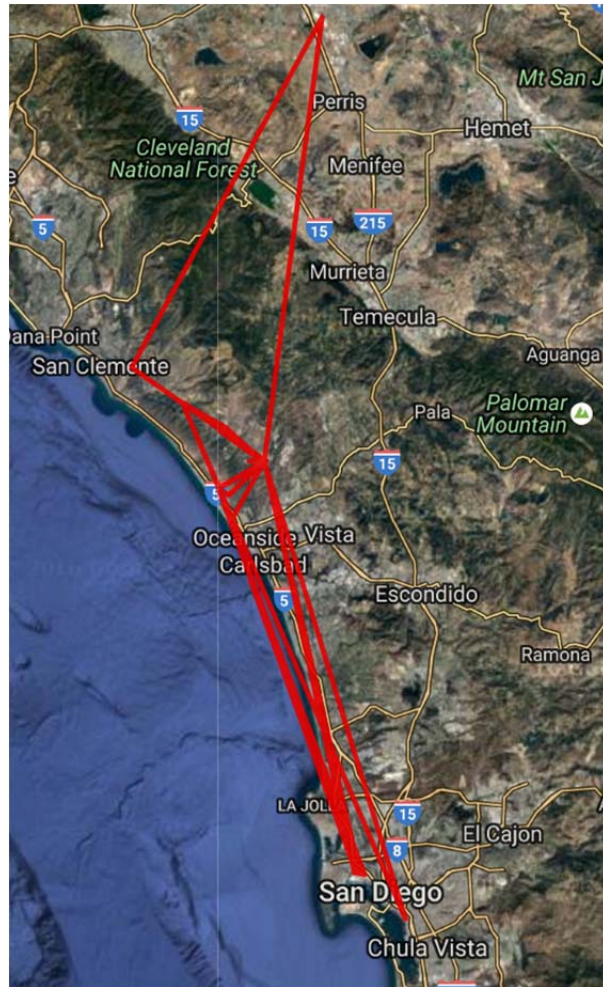 Perris
15
Hemet
Mt San J
Cleveland
National Forest
Menifee
5
15
215
Murrieta
ana Point
Temecula
San Clemente
Aguanga
Pala
Palomar
Mountain
15
5
Oceanside
Vista
Carlsbad
5
Escondido
Ramona
LA JOLLA
15
El Cajon
8
San Diego
Chula Vista